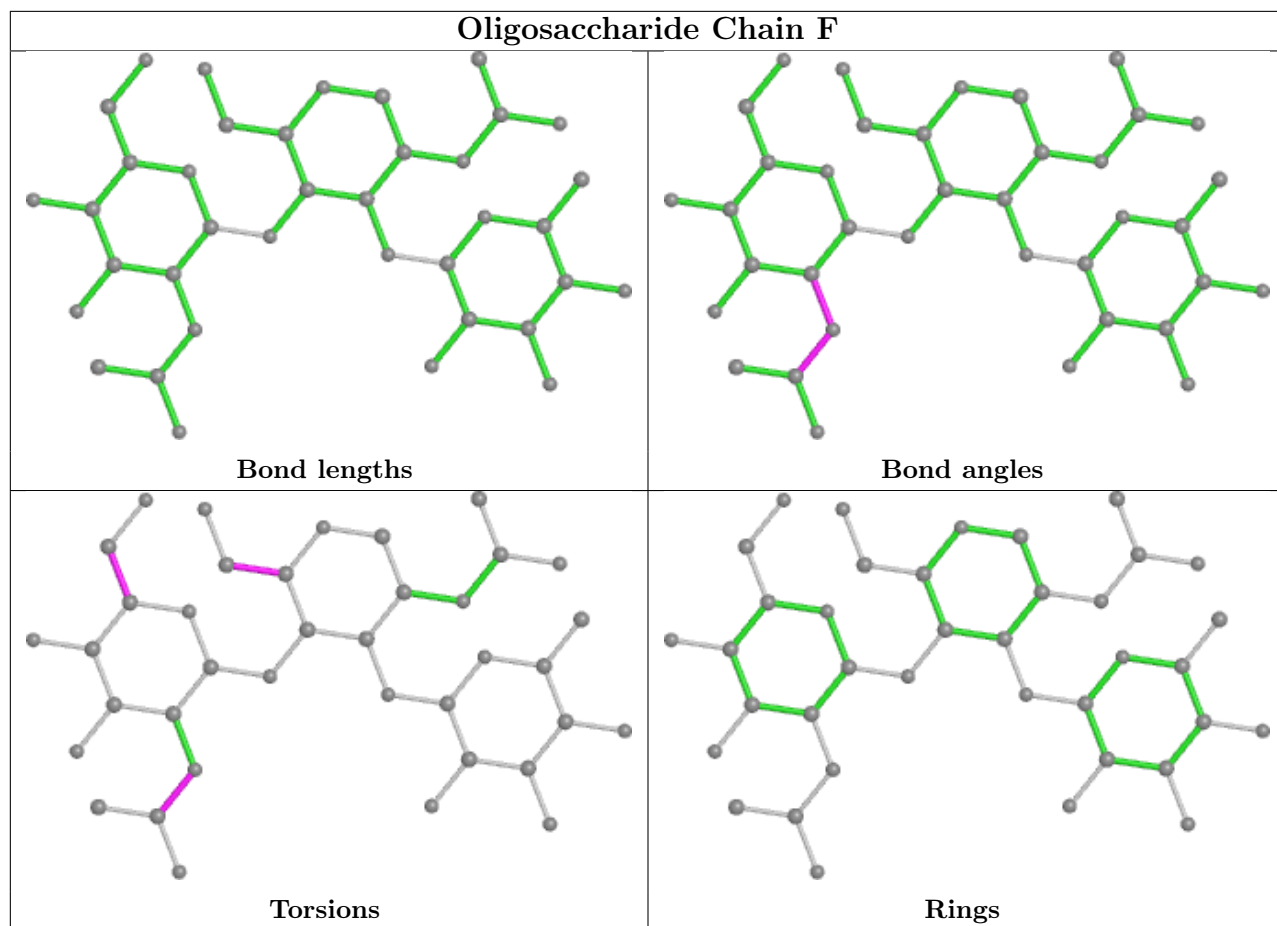 Oligosaccharide Chain F
Bond lengths
Bond angles
Torsions
Rings